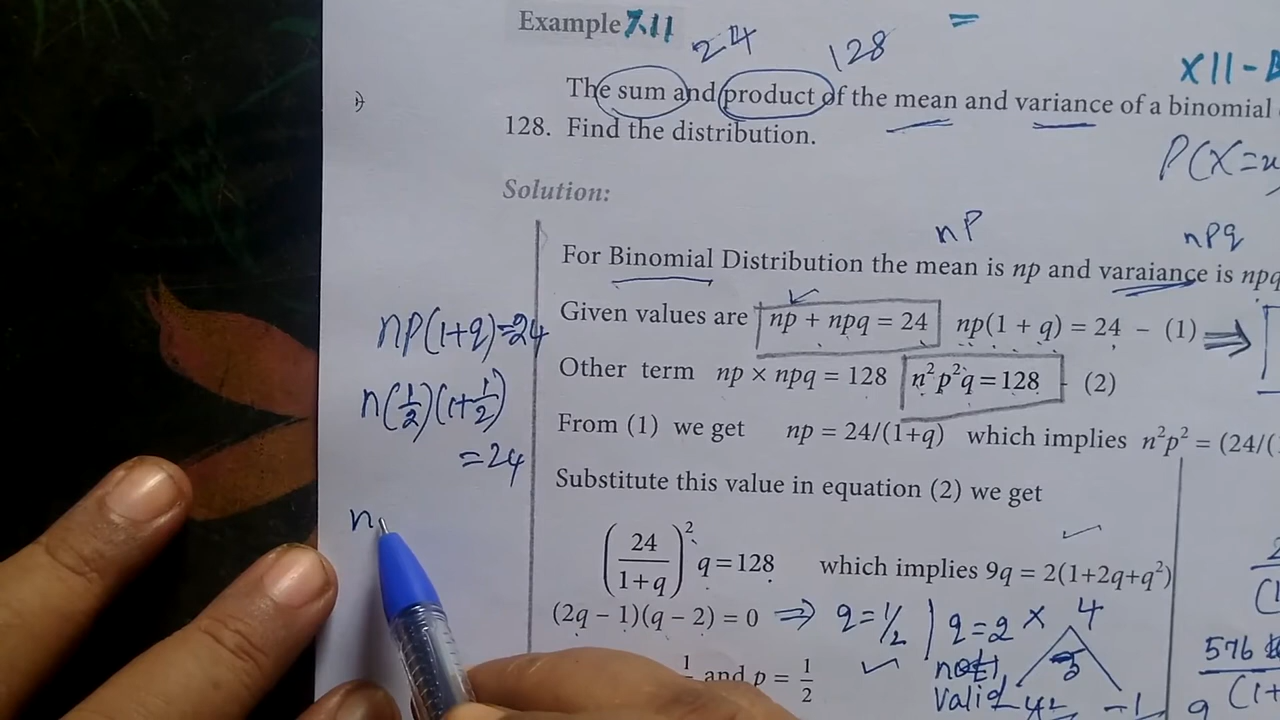 Example 7.11
24 128
XII-
The sum and product of the mean and variance of a binomial
128. Find the distribution.
P(X=x
Solution:
np npq
For Binomial Distribution the mean is np and varaiance is npq
Given values are np + npq = 24 np(1 + q) = 24 – (1) ⇒
np(1+q)=24
Other term np × npq = 128 n²p²q = 128 - (2)
n(1/2)(1+1/2)
=24
From (1) we get np = 24/(1+q) which implies n²p² = (24/(
Substitute this value in equation (2) we get
n
(24/(1+q))² q = 128 which implies 9q = 2(1+2q+q²)
(2q – 1)(q – 2) = 0 ⇒ q=1/2 | q=2 × 4
not 5
valid
1 and p = 1/2
576
(1+
9